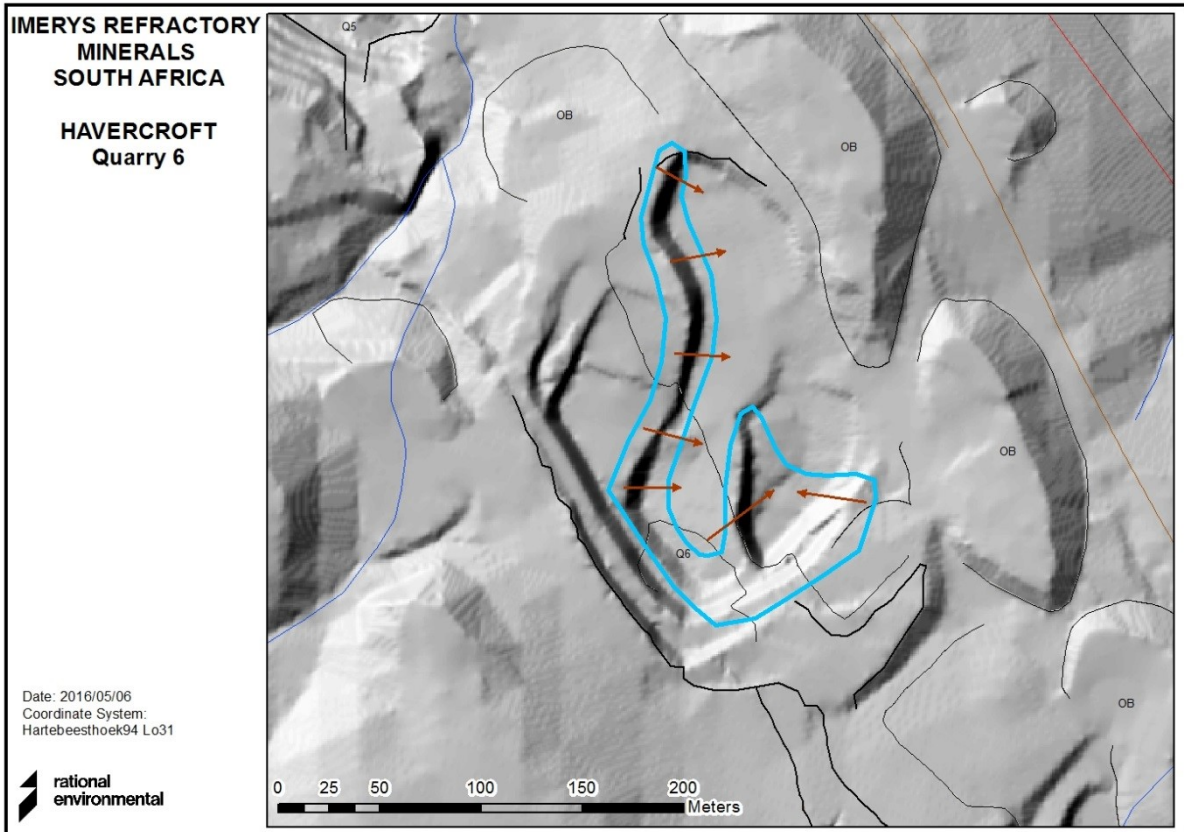 IMERYS REFRACTORY
MINERALS
SOUTH AFRICA
HAVERCROFT
Quarry 6
Q5
OB
OB
OB
Q6
OB
Date: 2016/05/06
Coordinate System:
Hartebeesthoek94 Lo31
rational
environmental
0 25 50 100 150 200
Meters